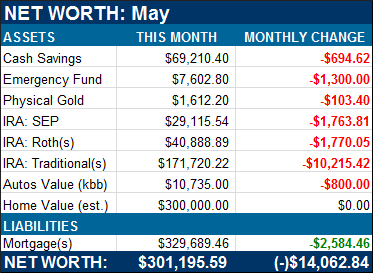 NET WORTH: May
ASSETS THIS MONTH MONTHLY CHANGE
Cash Savings $69,210.40 -$694.62
Emergency Fund $7,602.80 -$1,300.00
Physical Gold $1,612.20 -$103.40
IRA: SEP $29,115.54 -$1,763.81
IRA: Roth(s) $40,888.89 -$1,770.05
IRA: Traditional(s) $171,720.22 -$10,215.42
Autos Value (kbb) $10,735.00 -$800.00
Home Value (est.) $300,000.00 $0.00
LIABILITIES
Mortgage(s) $329,689.46 -$2,584.46
NET WORTH: $301,195.59 (-)$14,062.84